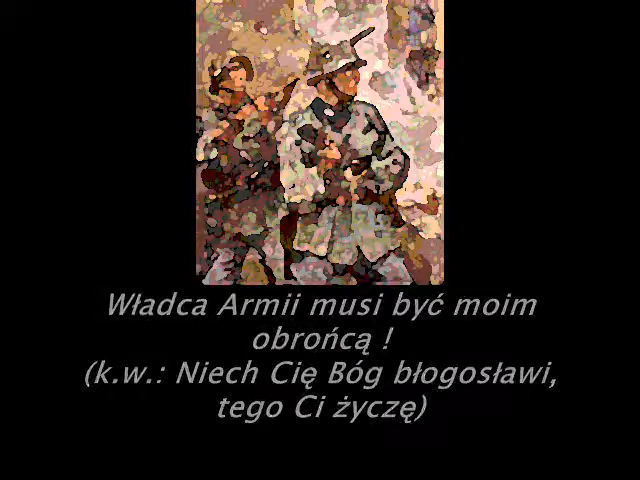 Władca Armii musi być moim
obrońcą !
(k.w.: Niech Cię Bóg błogosławi,
tego Ci życzę)